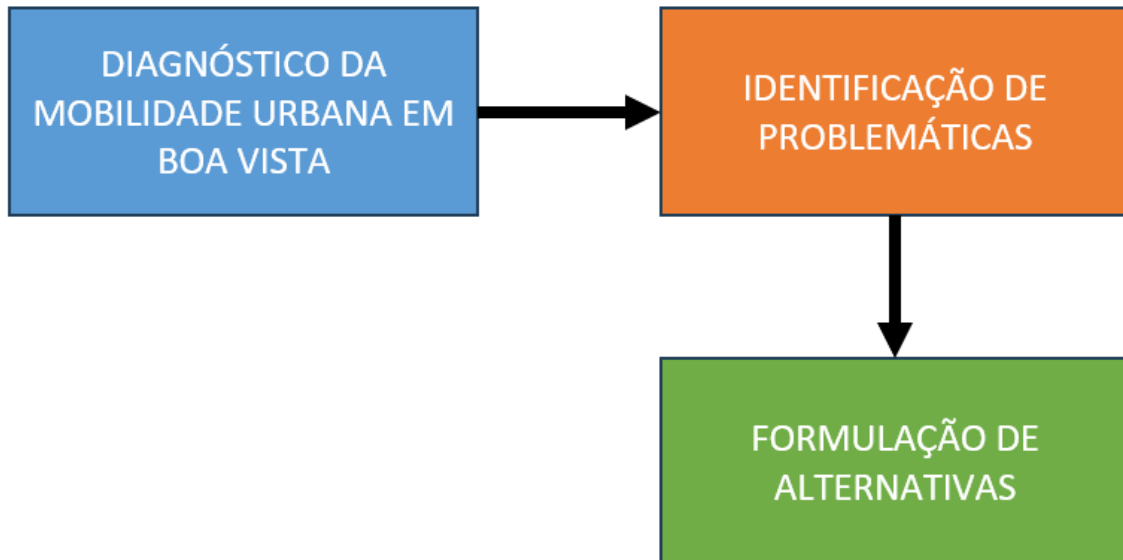 DIAGNÓSTICO DA
MOBILIDADE URBANA EM
BOA VISTA
IDENTIFICAÇÃO DE
PROBLEMÁTICAS
FORMULAÇÃO DE
ALTERNATIVAS